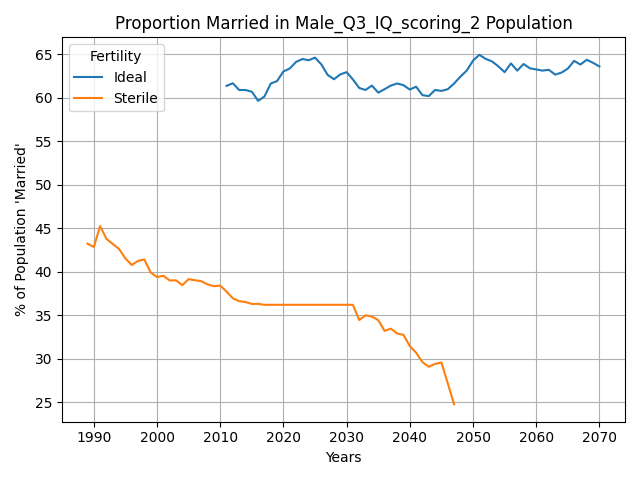 Proportion Married in Male_Q3_IQ_scoring_2 Population
Fertility
Ideal
Sterile
% of Population 'Married'
65
60
55
50
45
40
35
30
25
1990 2000 2010 2020 2030 2040 2050 2060 2070
Years